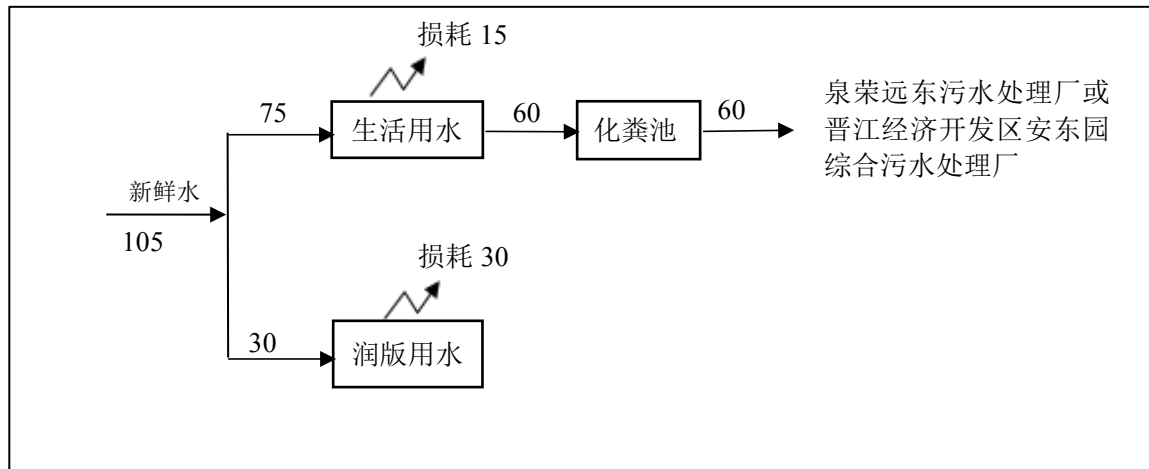 损耗 15
75
生活用水
60
化粪池
60
泉荣远东污水处理厂或
晋江经济开发区安东园
综合污水处理厂
新鲜水
105
损耗 30
30
润版用水